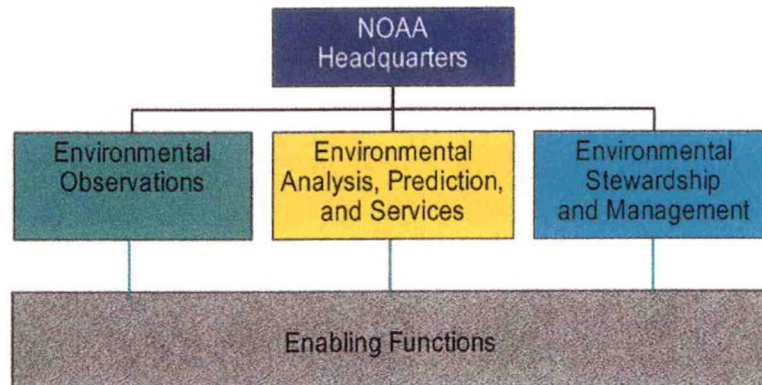 NOAA
Headquarters
Environmental
Observations
Environmental
Analysis, Prediction,
and Services
Environmental
Stewardship
and Management
Enabling Functions